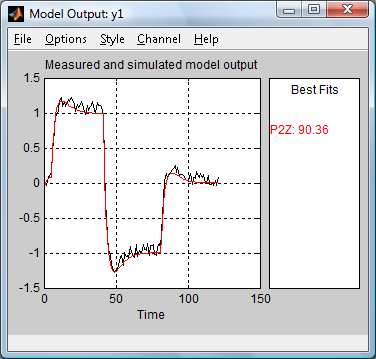 Model Output: y1
File Options Style Channel Help
Measured and simulated model output
1.5
1
0.5
0
-0.5
-1
-1.5
0 50 100 150
Time
Best Fits
P2Z: 90.36